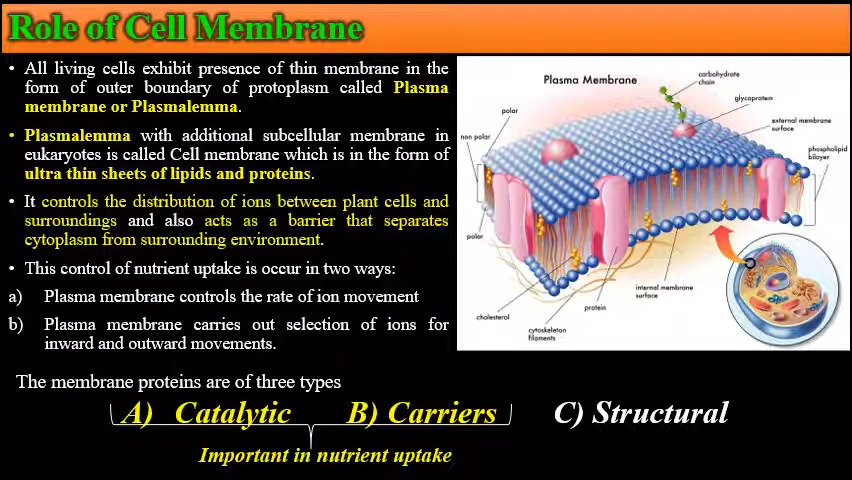 Role of Cell Membrane
• All living cells exhibit presence of thin membrane in the
form of outer boundary of protoplasm called Plasma
membrane or Plasmalemma.
• Plasmalemma with additional subcellular membrane in
eukaryotes is called Cell membrane which is in the form of
ultra thin sheets of lipids and proteins.
• It controls the distribution of ions between plant cells and
surroundings and also acts as a barrier that separates
cytoplasm from surrounding environment.
• This control of nutrient uptake is occur in two ways:
a) Plasma membrane controls the rate of ion movement
b) Plasma membrane carries out selection of ions for
inward and outward movements.
Plasma Membrane
carbohydrate
chain
glycoprotein
external membrane
surface
phospholipid
bilayer
polar
non polar
polar
internal membrane
surface
protein
cholesterol
cytoskeleton
filaments
The membrane proteins are of three types
A) Catalytic B) Carriers C) Structural
Important in nutrient uptake